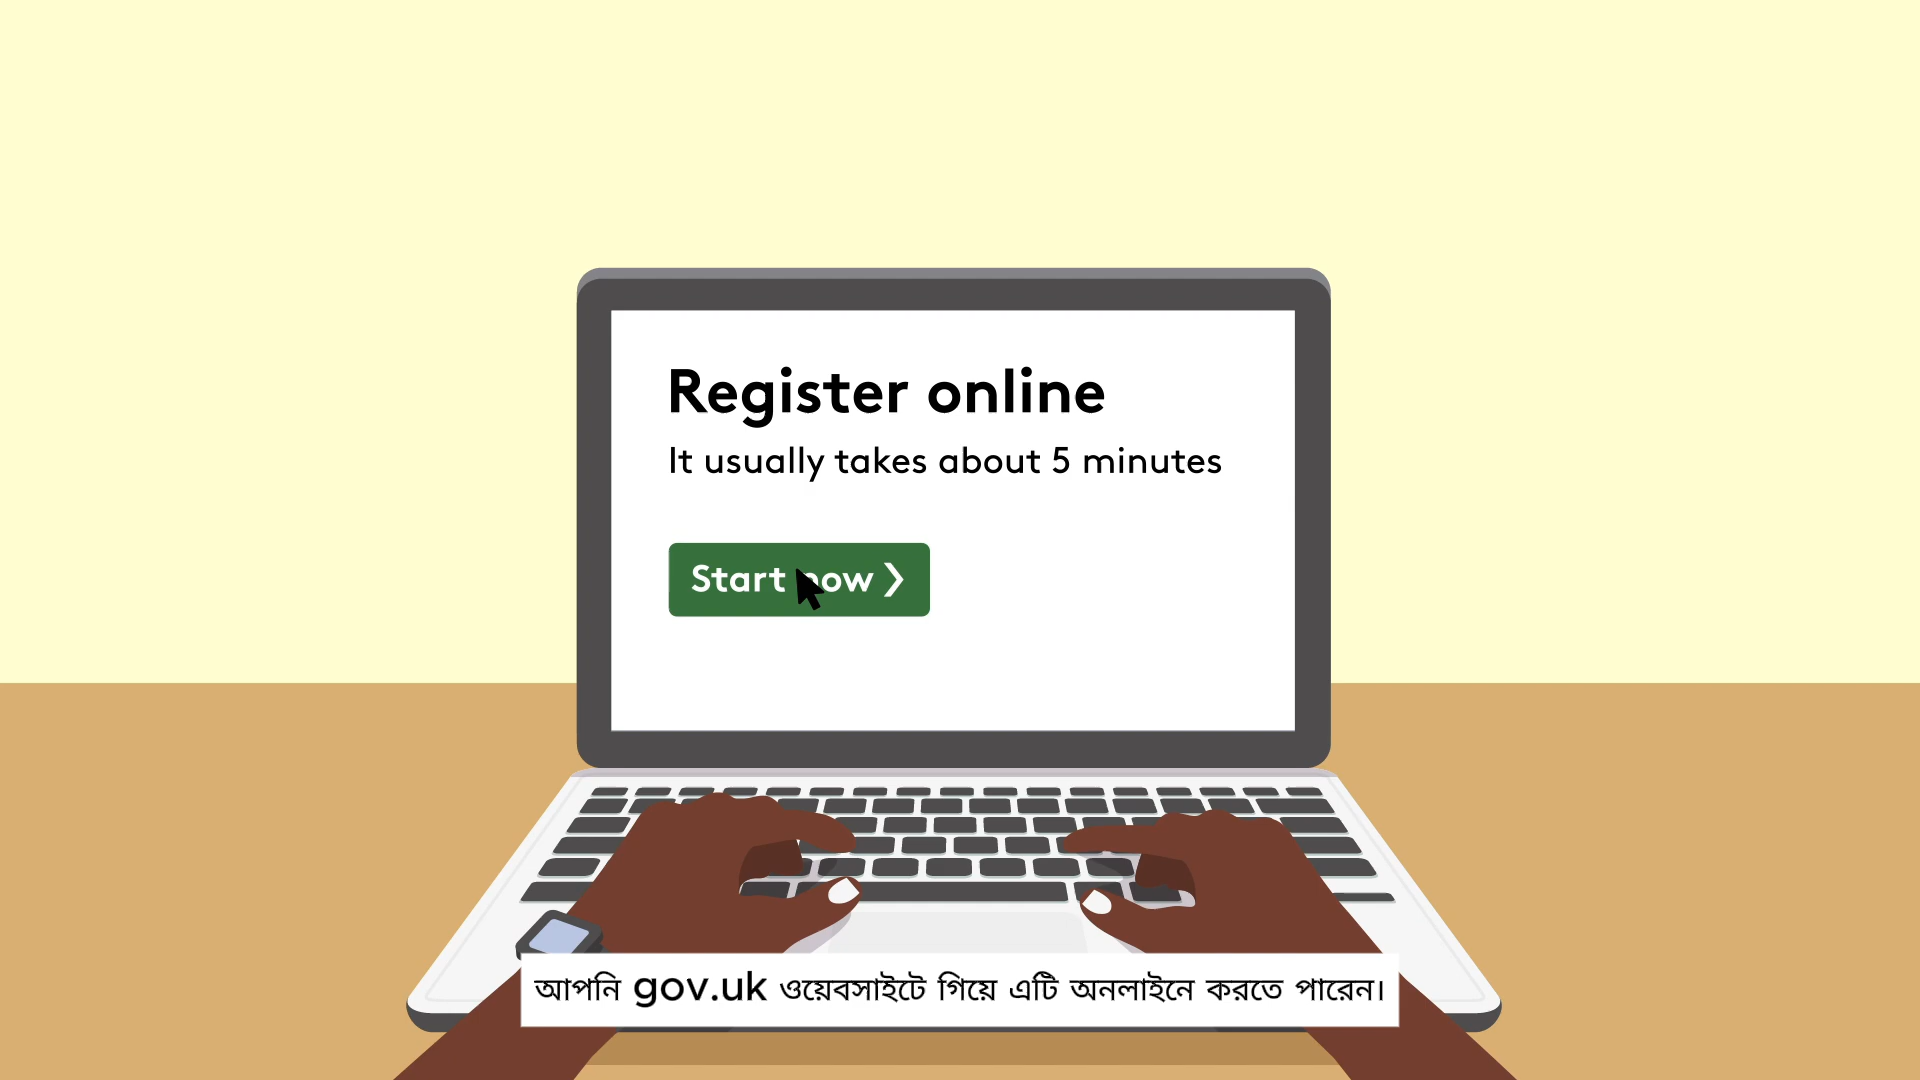 Register online
It usually takes about 5 minutes
Start now ❯
আপনি gov.uk ওয়েবসাইটে গিয়ে এটি অনলাইনে করতে পারেন।